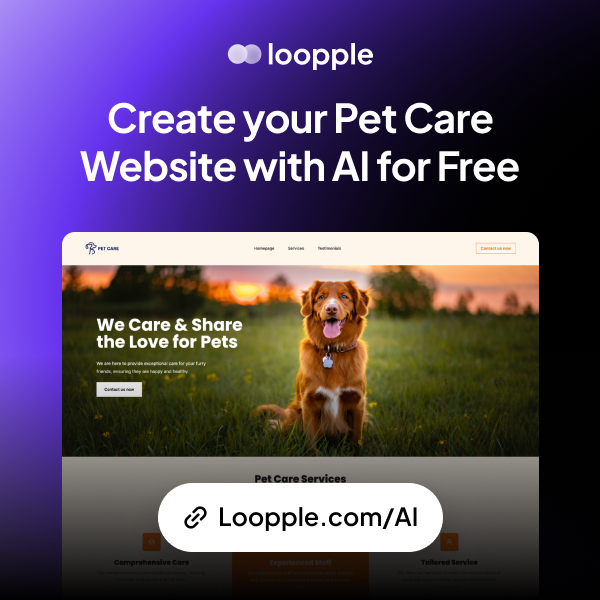 loopple
Create your Pet Care
Website with AI for Free
PET CARE
Homepage Services Testimonials
Contact us now
We Care & Share
the Love for Pets
We are here to provide exceptional care for your furry
friends, ensuring they are happy and healthy
Contact us now
Pet Care Services
Loopple.com/AI
Comprehensive Care Experienced Staff Tailored Service